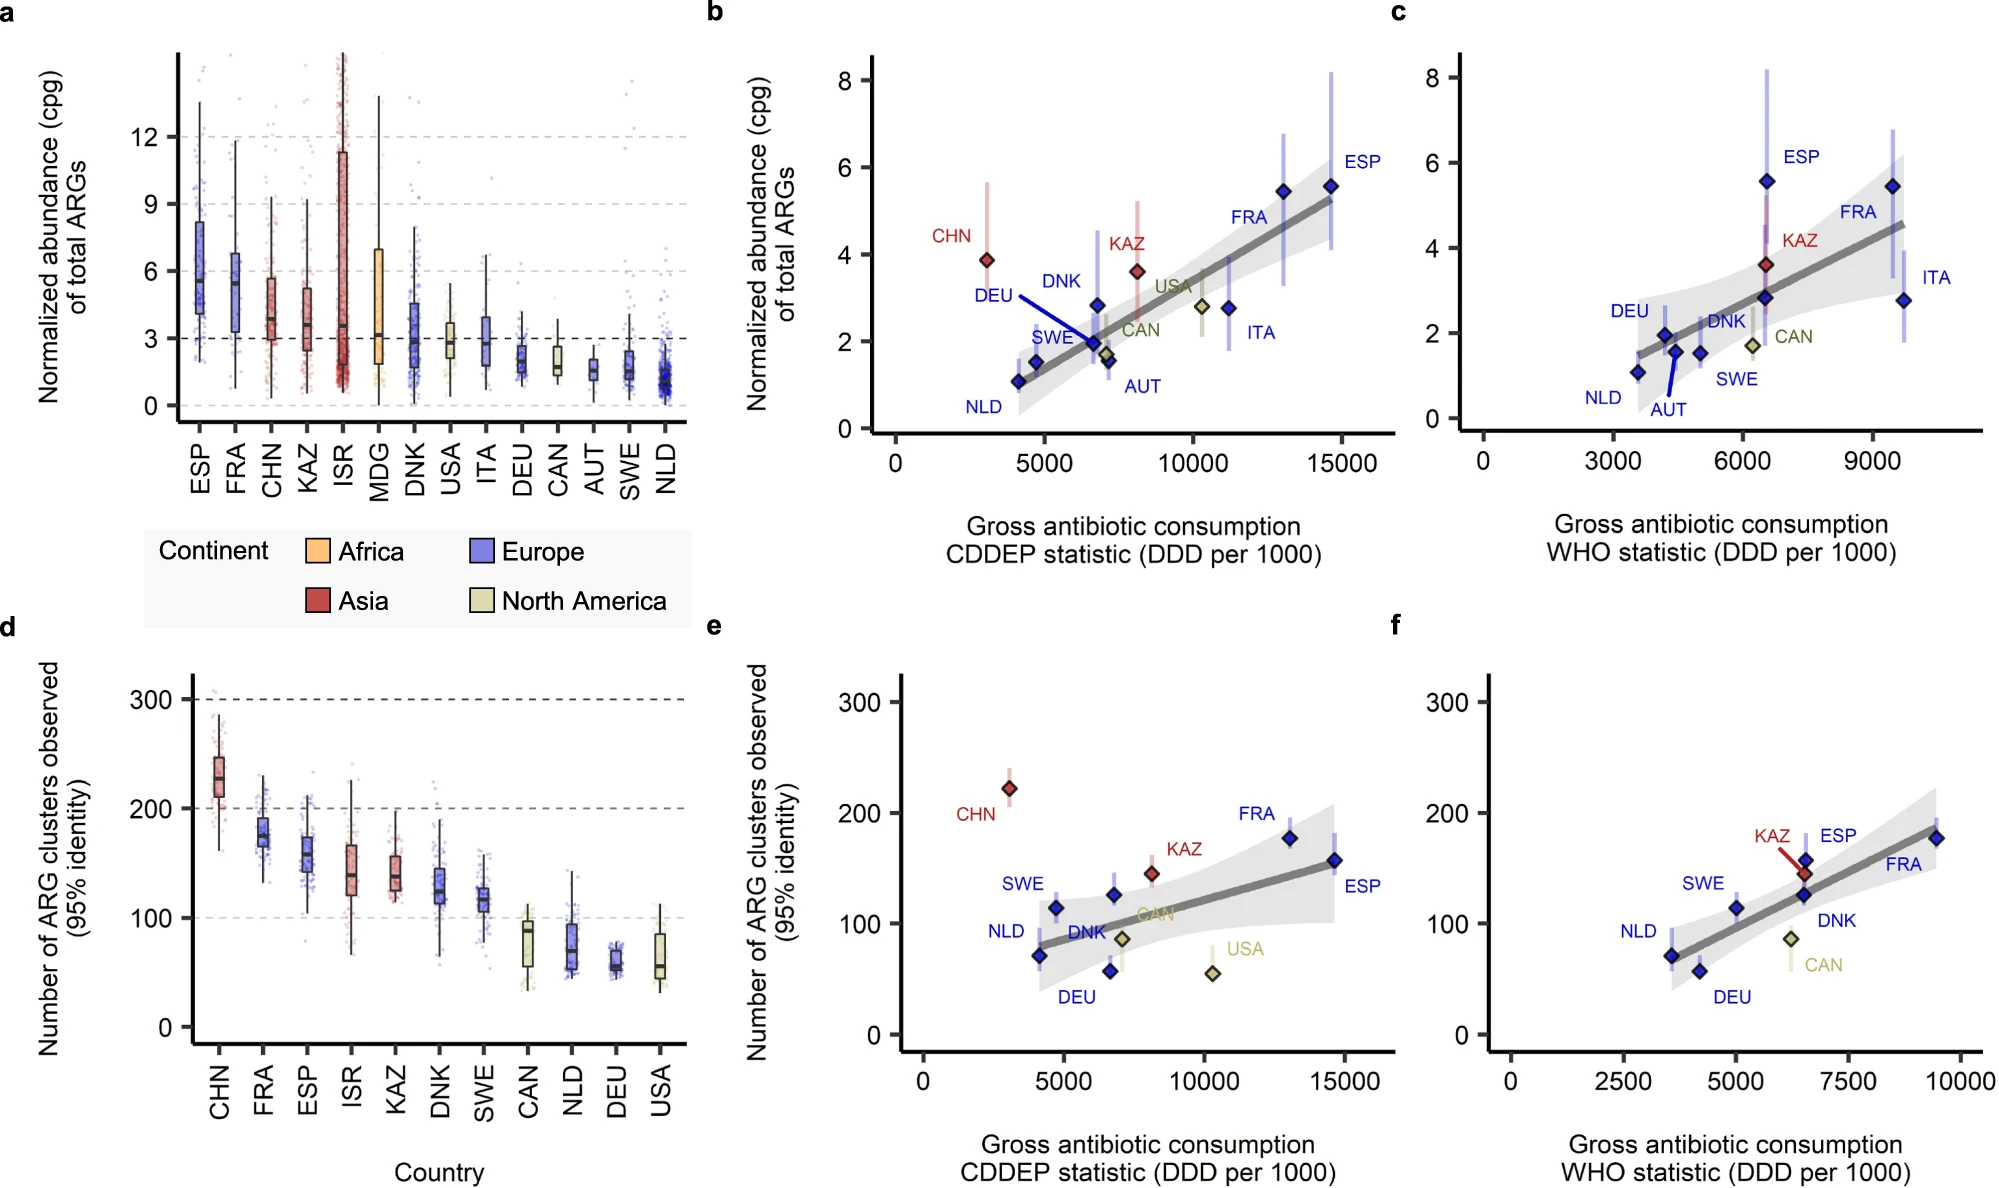 a
Normalized abundance (cpg)
of total ARGs
12
9
6
3
0
ESP
FRA
CHN
KAZ
ISR
MDG
DNK
USA
ITA
DEU
CAN
AUT
SWE
NLD
Continent
Africa
Europe
Asia
North America
b
Normalized abundance (cpg)
of total ARGs
8
6
4
2
0
CHN
DEU
DNK
KAZ
USA
FRA
ESP
SWE
CAN
ITA
AUT
NLD
0
5000
10000
15000
Gross antibiotic consumption
CDDEP statistic (DDD per 1000)
c
8
6
4
2
0
ESP
FRA
KAZ
ITA
DEU
DNK
CAN
SWE
NLD
AUT
0
3000
6000
9000
Gross antibiotic consumption
WHO statistic (DDD per 1000)
d
Number of ARG clusters observed
(95% identity)
300
200
100
0
CHN
FRA
ESP
ISR
KAZ
DNK
SWE
CAN
NLD
DEU
USA
Country
e
Number of ARG clusters observed
(95% identity)
300
200
100
0
CHN
FRA
KAZ
SWE
ESP
CAN
NLD
DNK
USA
DEU
0
5000
10000
15000
Gross antibiotic consumption
CDDEP statistic (DDD per 1000)
f
300
200
100
0
KAZ
ESP
FRA
SWE
DNK
NLD
CAN
DEU
0
2500
5000
7500
10000
Gross antibiotic consumption
WHO statistic (DDD per 1000)